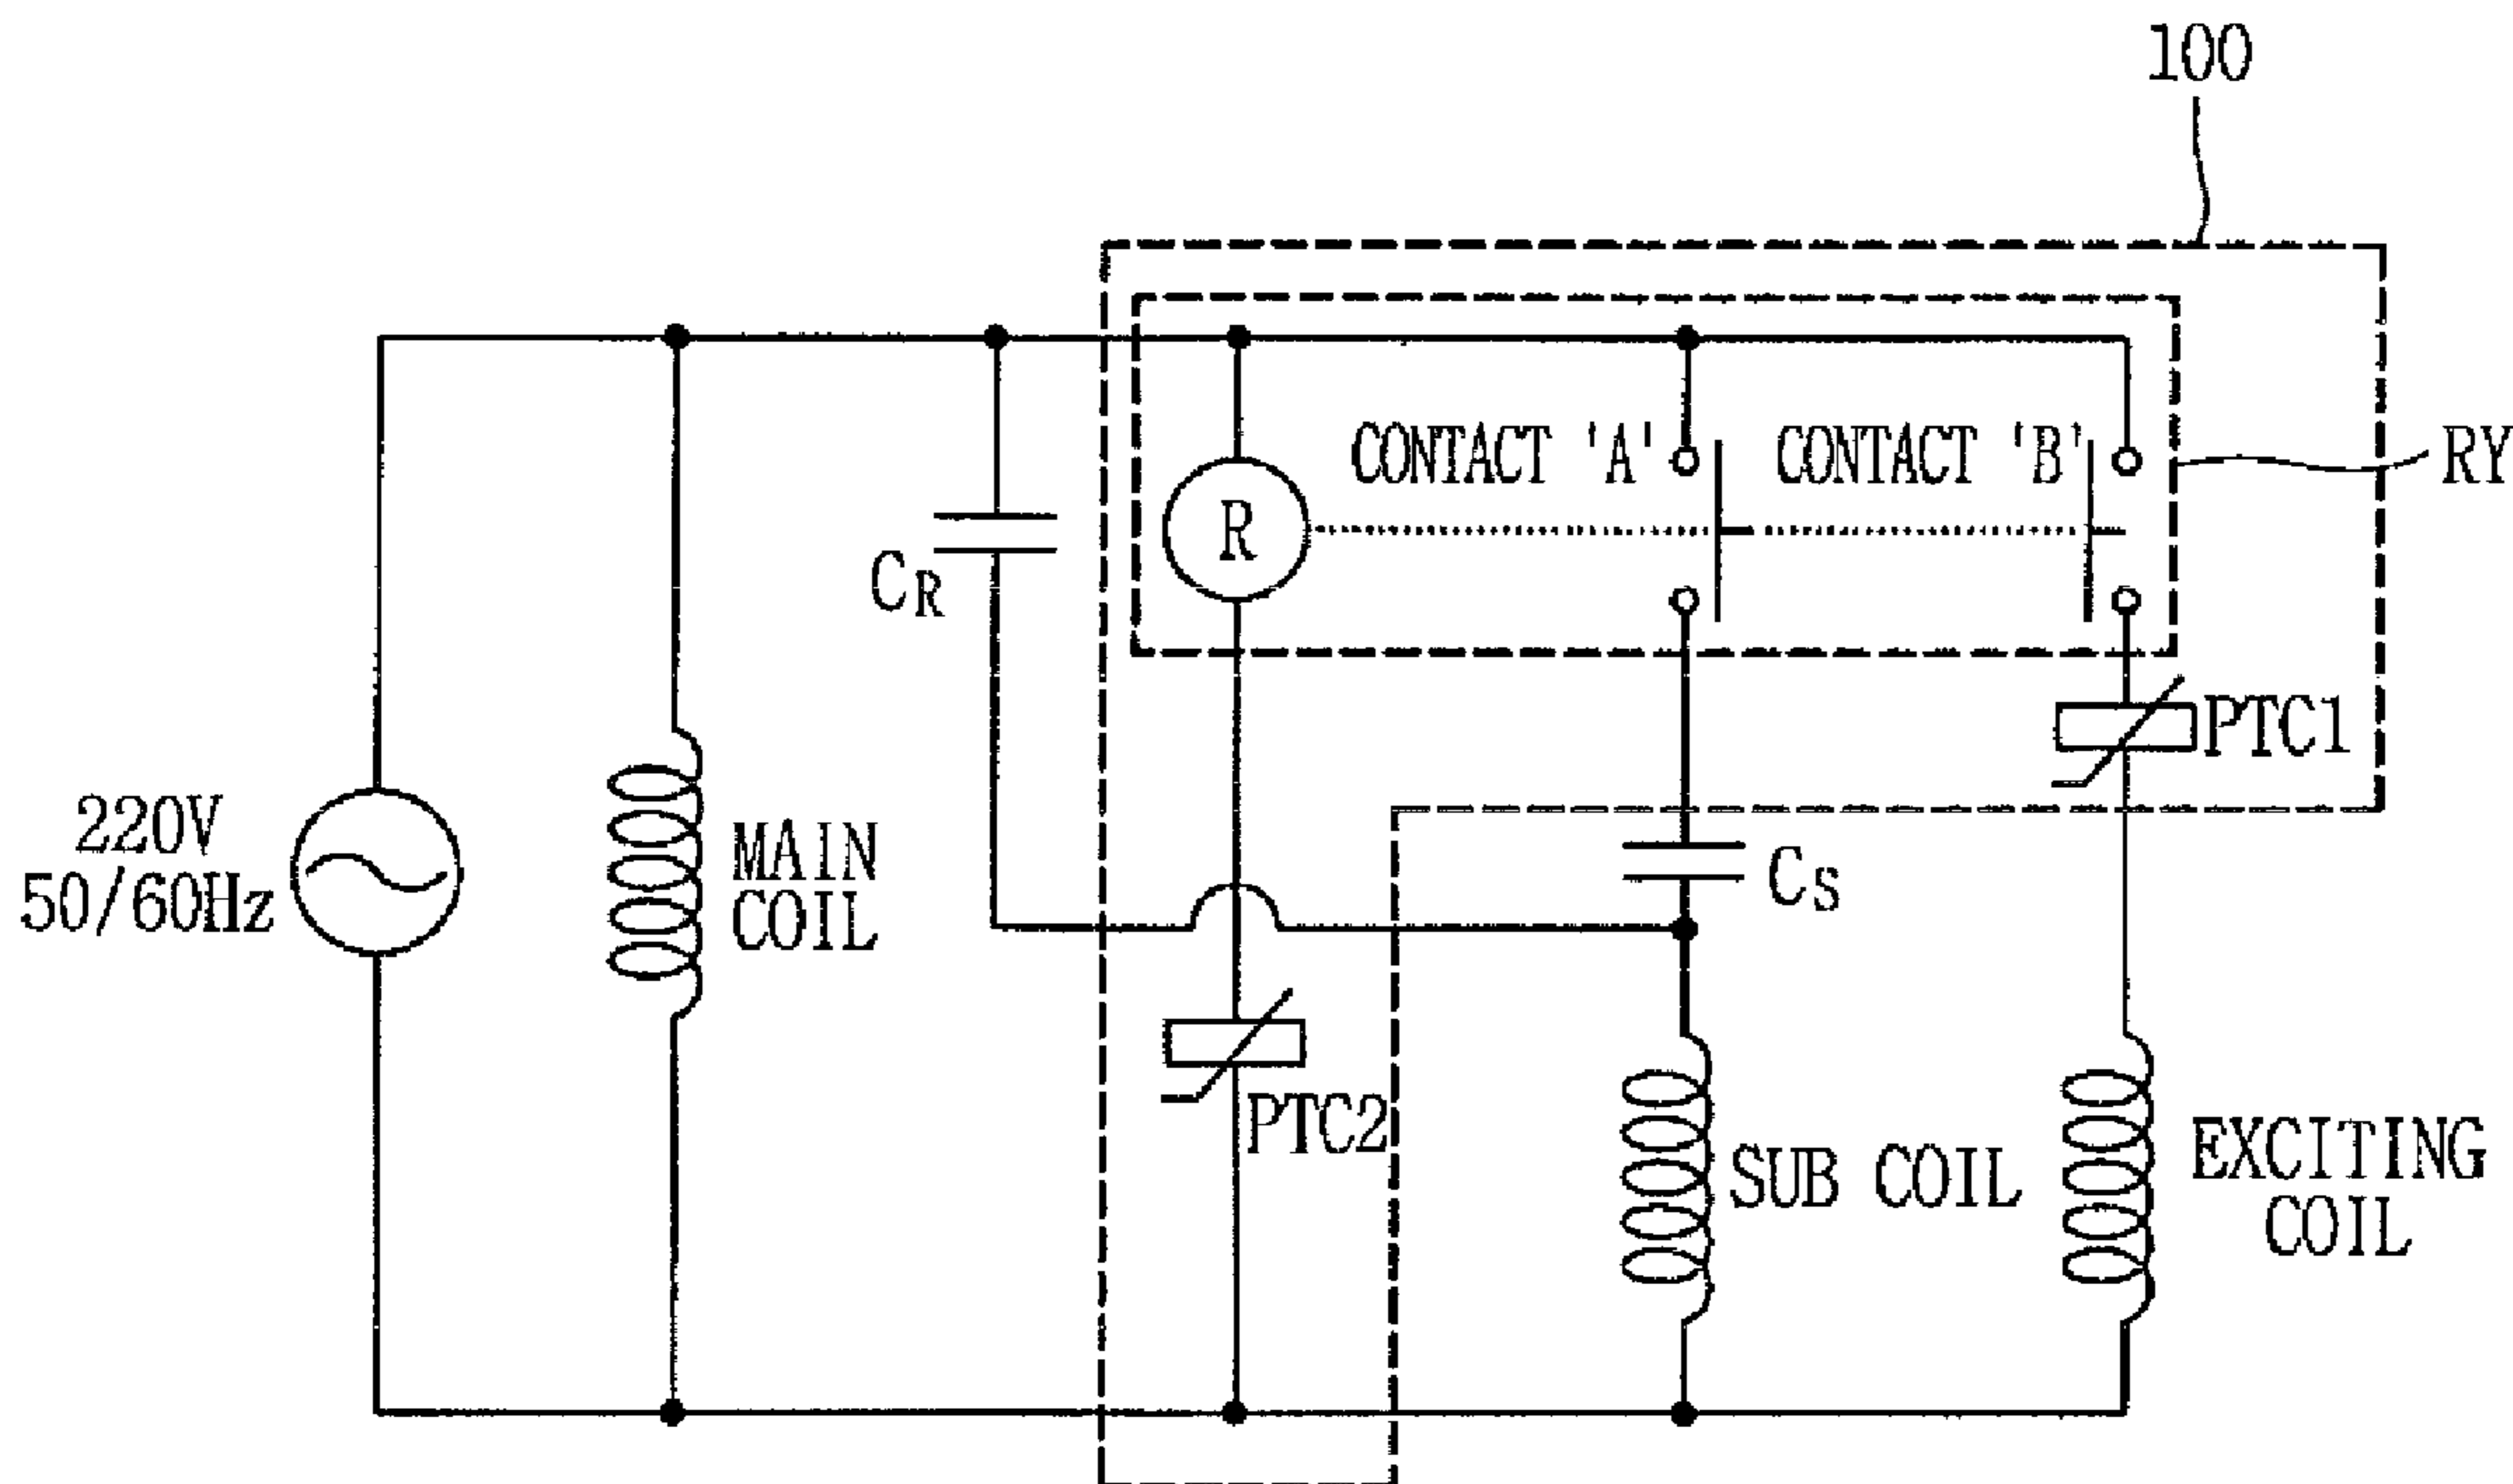 100
CONTACT 'A'
CONTACT 'B'
RY
R
CR
PTC1
220V
50/60Hz
MAIN
COIL
CS
PTC2
SUB COIL
EXCITING
COIL